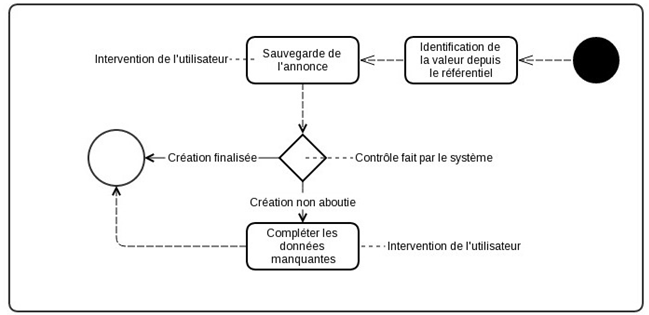 Intervention de l'utilisateur
Sauvegarde de
l'annonce
Identification de
la valeur depuis
le référentiel
Création finalisée
Contrôle fait par le système
Création non aboutie
Compléter les
données
manquantes
Intervention de l'utilisateur